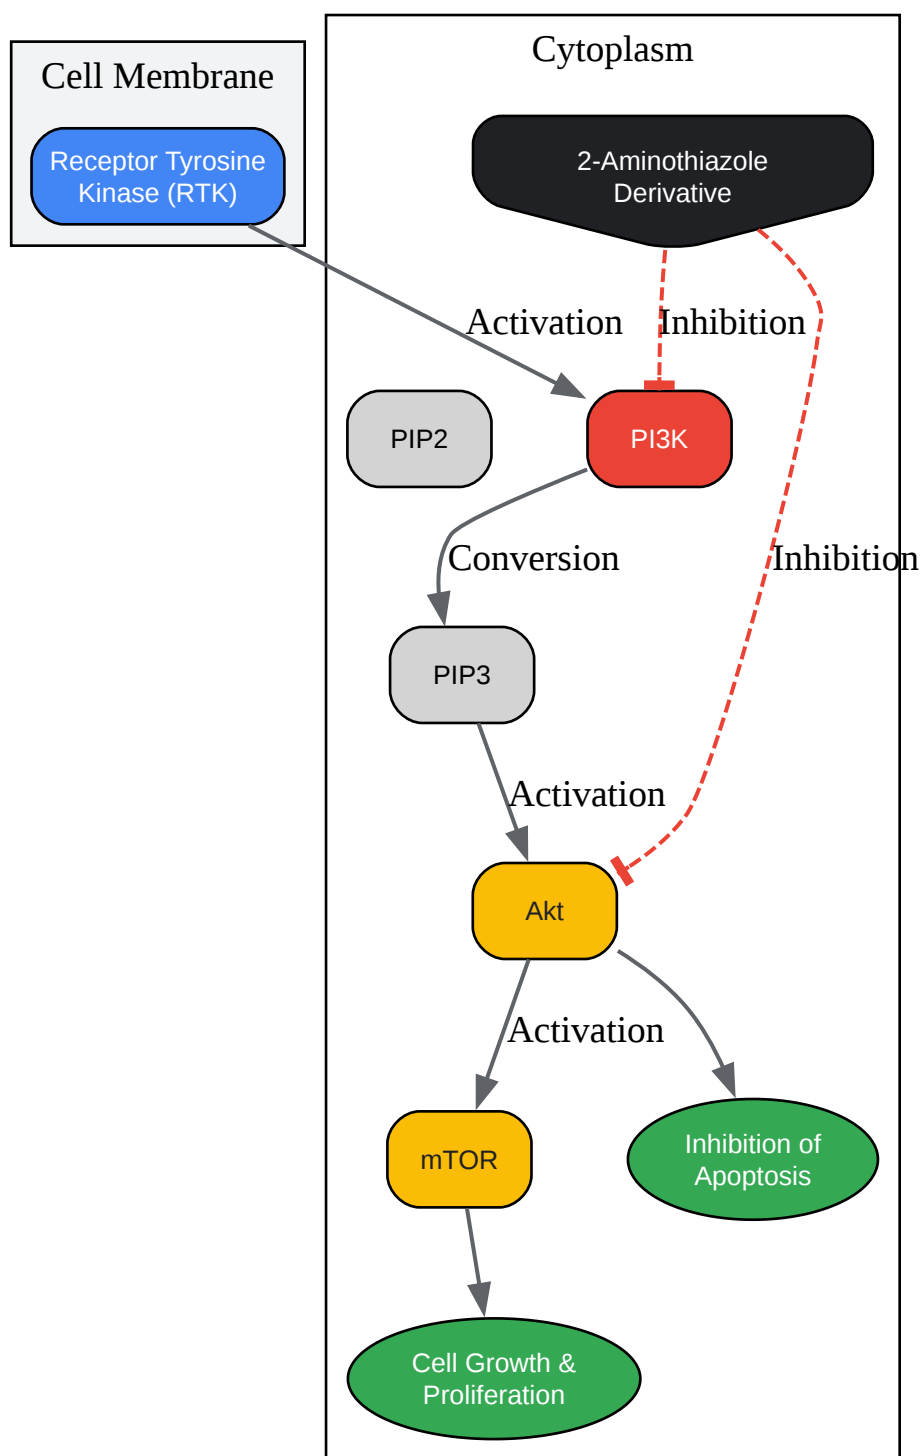 Cytoplasm
Cell Membrane
Receptor Tyrosine
Kinase (RTK)
2-Aminothiazole
Derivative
Activation
Inhibition
PIP2
PI3K
Conversion
Inhibition
PIP3
Activation
Akt
Activation
mTOR
Inhibition of
Apoptosis
Cell Growth &
Proliferation